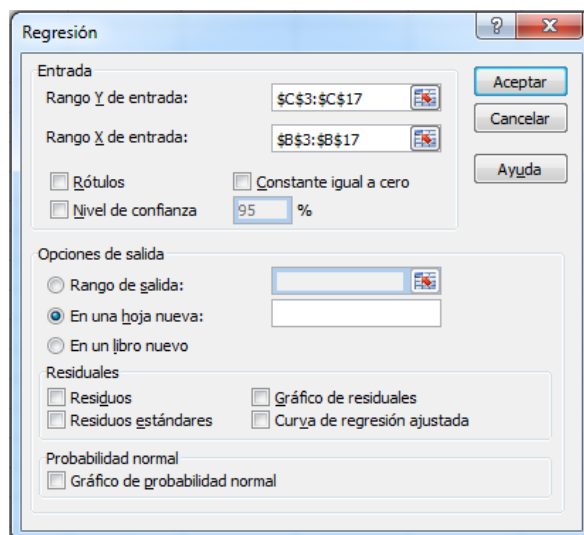 Regresión
Entrada
Rango Y de entrada: $C$3:$C$17
Rango X de entrada: $B$3:$B$17
Rótulos Constante igual a cero
Nivel de confianza 95 %
Aceptar
Cancelar
Ayuda
Opciones de salida
Rango de salida:
En una hoja nueva:
En un libro nuevo
Residuales
Residuos Gráfico de residuales
Residuos estándares Curva de regresión ajustada
Probabilidad normal
Gráfico de probabilidad normal